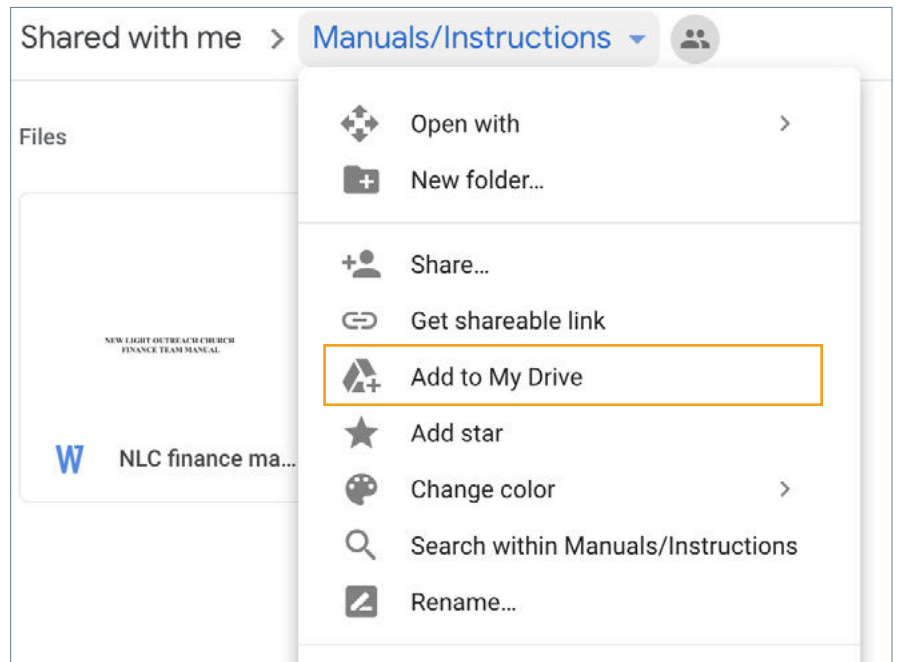 Shared with me > Manuals/Instructions
Files
Open with
New folder...
Share...
Get shareable link
Add to My Drive
Add star
Change color
Search within Manuals/Instructions
Rename...
NEW LIGHT OUTREACH CHURCH
FINANCE TEAM MANUAL
W NLC finance ma...